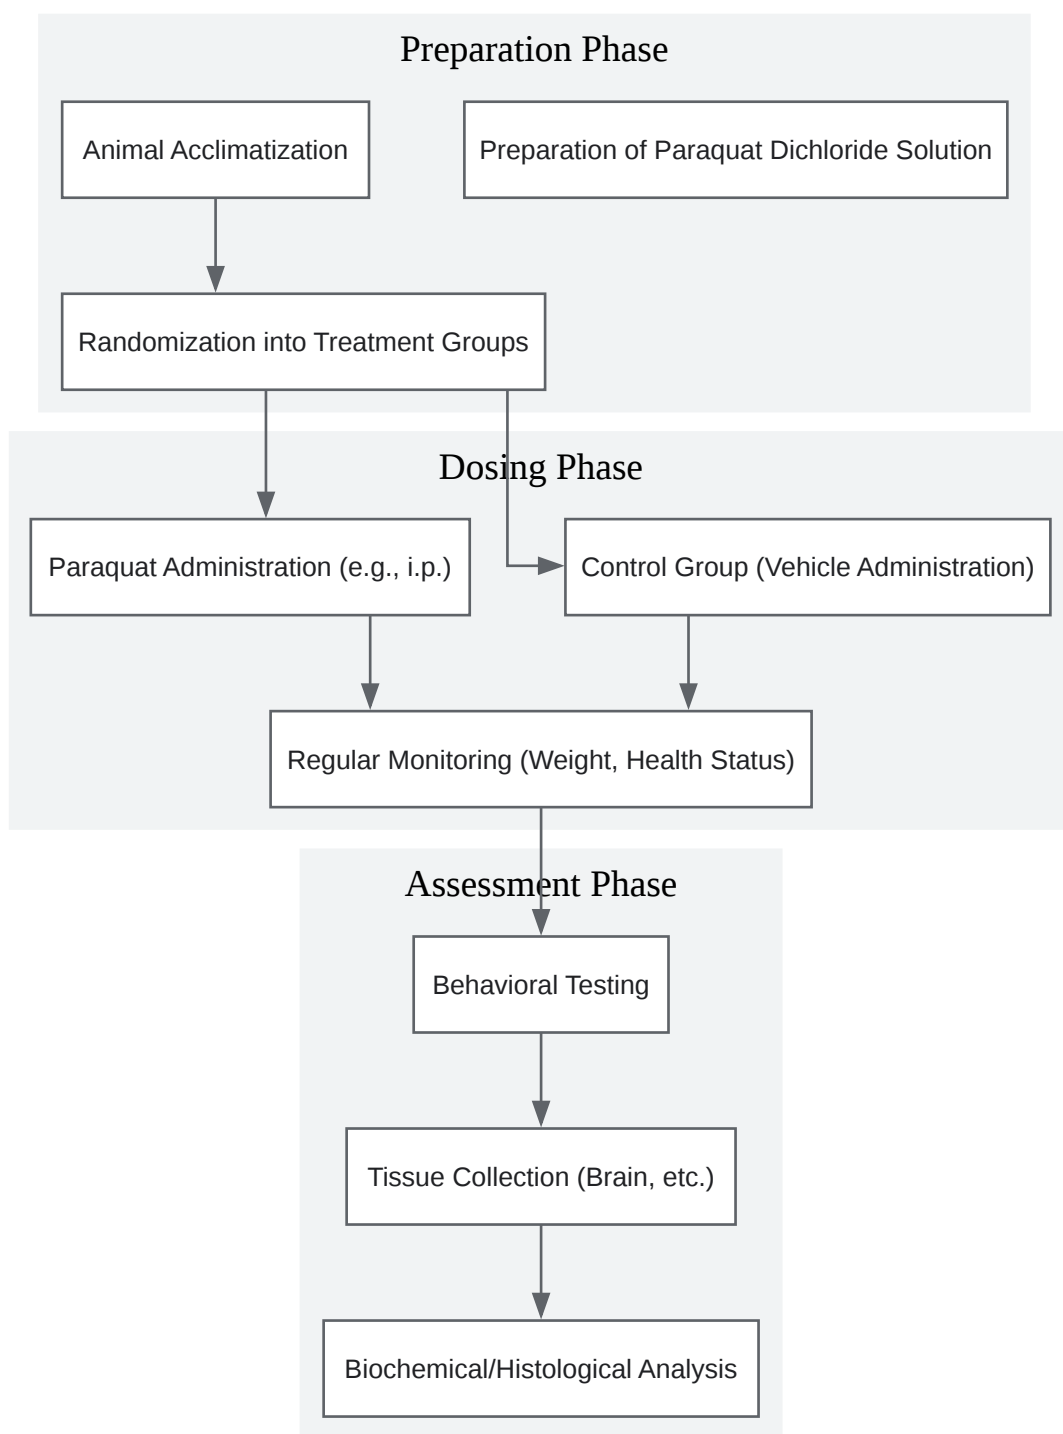 Preparation Phase
Animal Acclimatization
Preparation of Paraquat Dichloride Solution
Randomization into Treatment Groups
Dosing Phase
Paraquat Administration (e.g., i.p.)
Control Group (Vehicle Administration)
Regular Monitoring (Weight, Health Status)
Assessment Phase
Behavioral Testing
Tissue Collection (Brain, etc.)
Biochemical/Histological Analysis